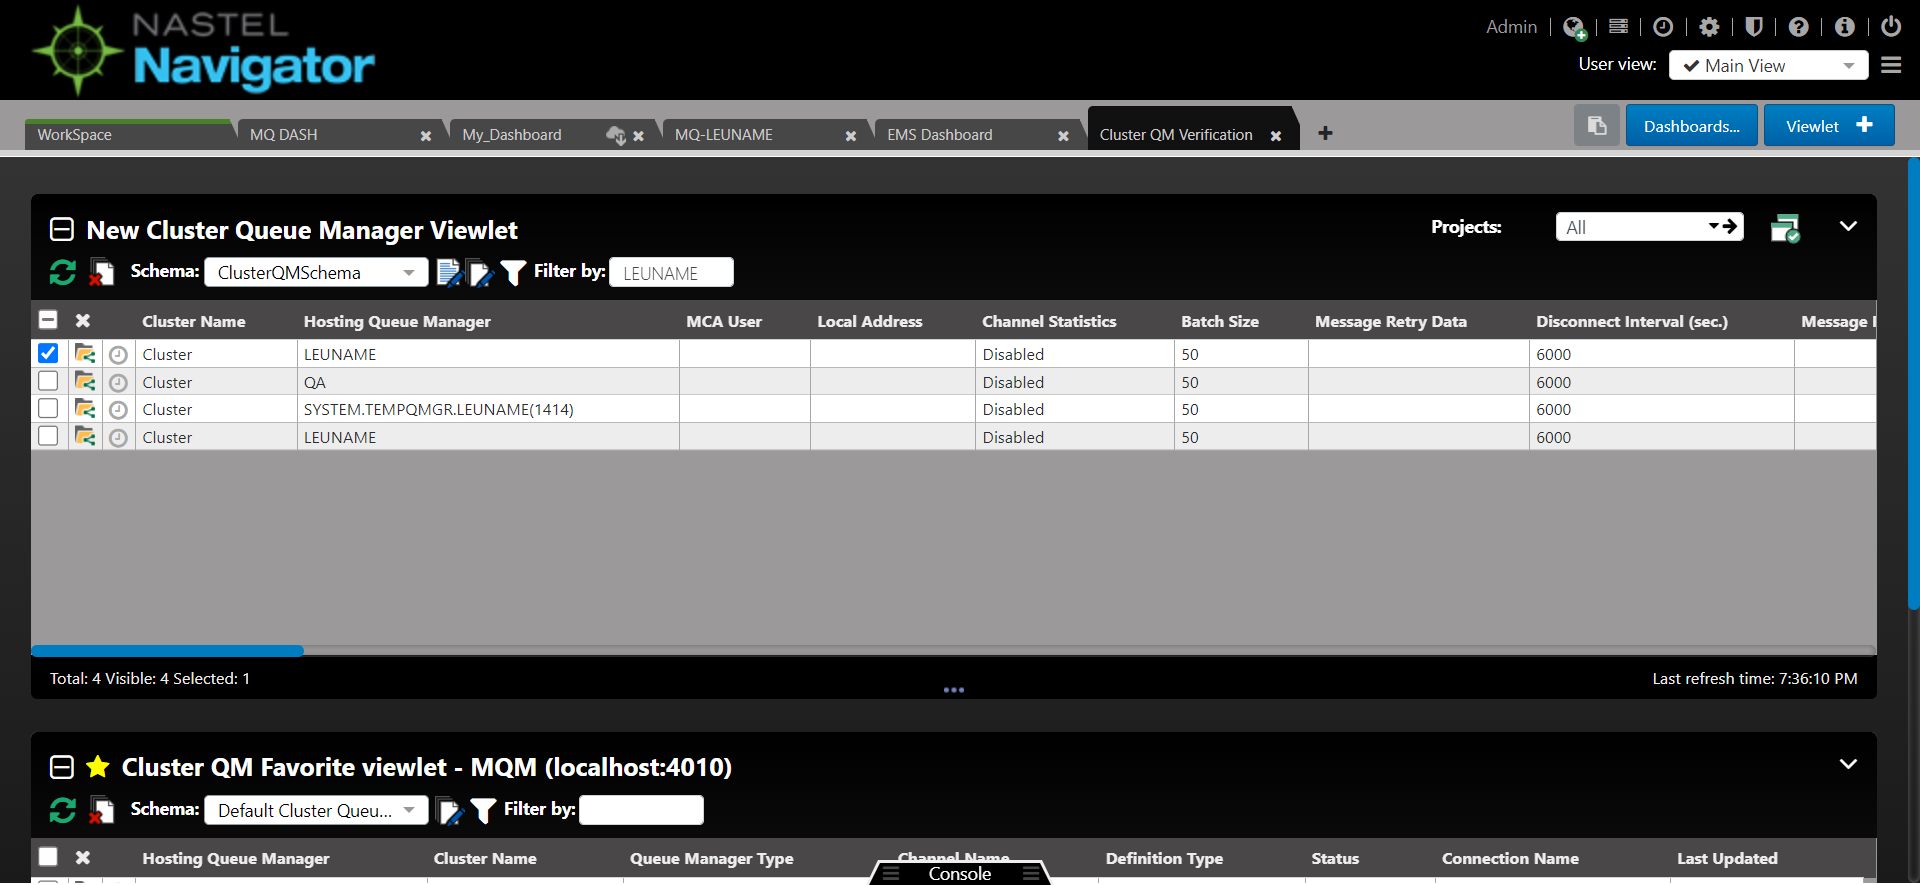 NASTEL
Navigator
Admin
User view: Main View
WorkSpace
MQ DASH
My_Dashboard
MQ-LEUNAME
EMS Dashboard
Cluster QM Verification
Dashboards...
Viewlet
New Cluster Queue Manager Viewlet
Projects: All
Schema: ClusterQMSchema Filter by: LEUNAME
Cluster Name Hosting Queue Manager MCA User Local Address Channel Statistics Batch Size Message Retry Data Disconnect Interval (sec.) Message
Cluster LEUNAME Disabled 50 6000
Cluster QA Disabled 50 6000
Cluster SYSTEM.TEMPQMGR.LEUNAME(1414) Disabled 50 6000
Cluster LEUNAME Disabled 50 6000
Total: 4 Visible: 4 Selected: 1
Last refresh time: 7:36:10 PM
Cluster QM Favorite viewlet - MQM (localhost:4010)
Schema: Default Cluster Queu... Filter by:
Hosting Queue Manager Cluster Name Queue Manager Type Channel Name Definition Type Status Connection Name Last Updated
Console